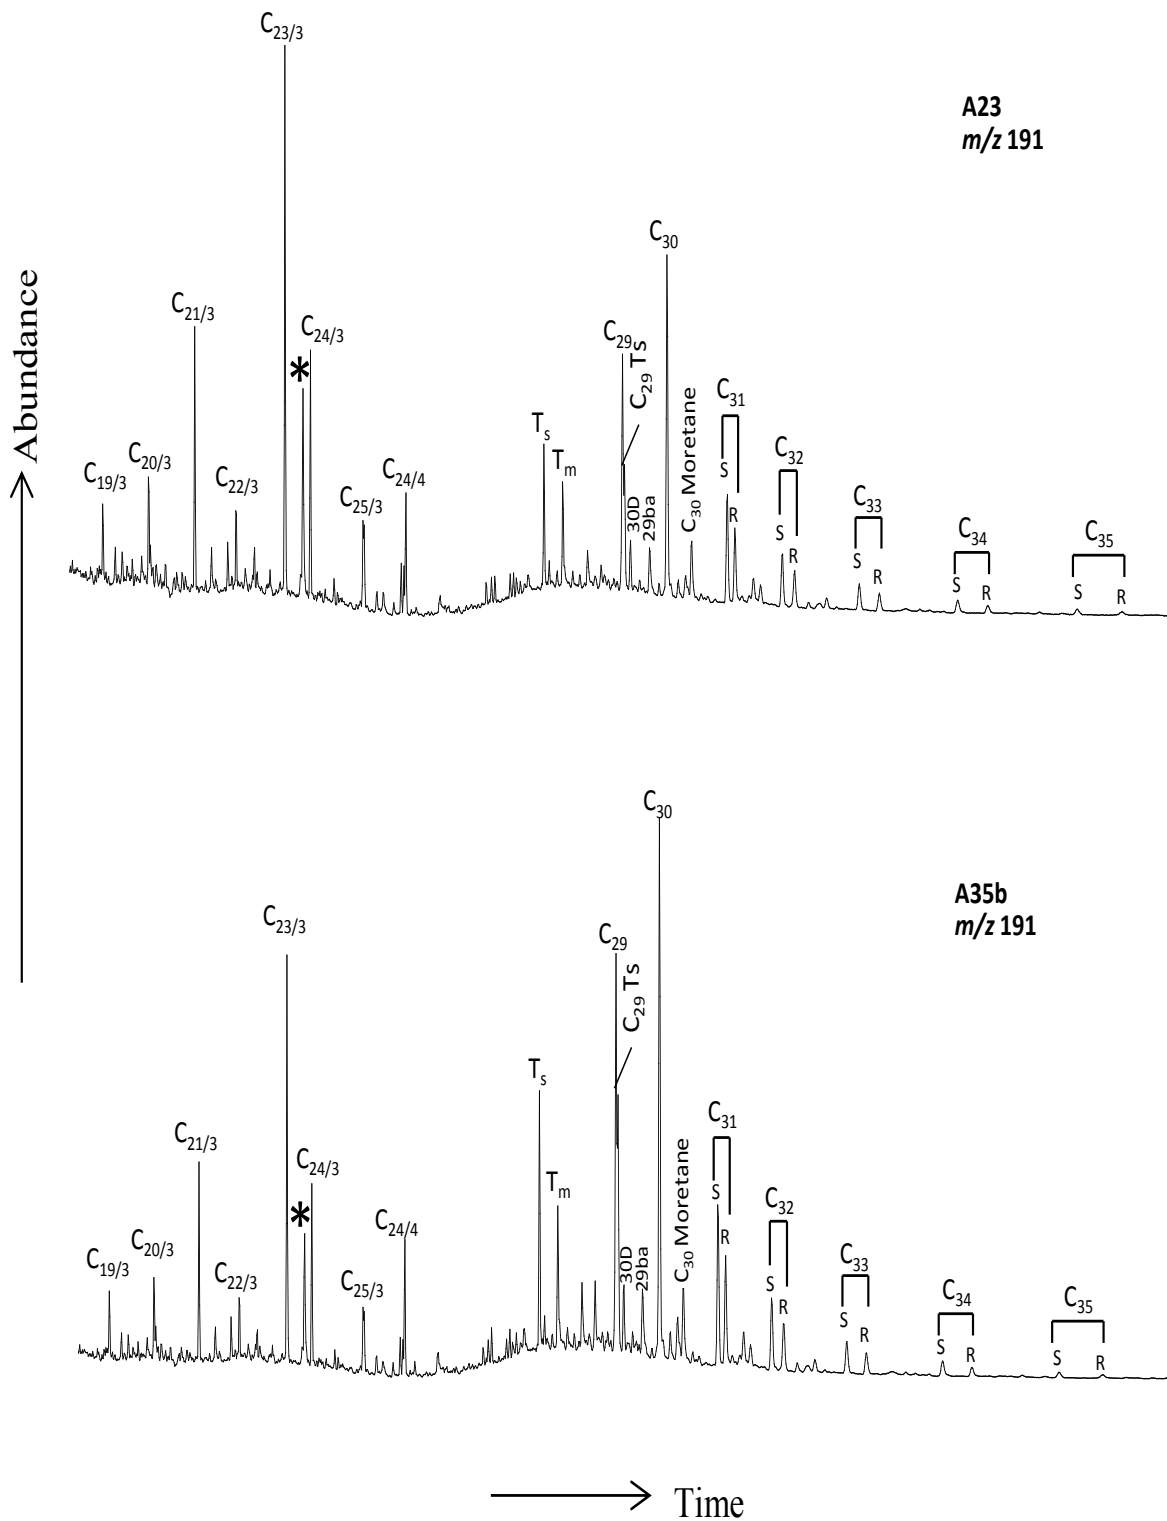 Abundance
A23
m/z 191
C19/3
C20/3
C21/3
C22/3
C23/3
*
C24/3
C25/3
C24/4
Ts
Tm
C29
C29 Ts
30D
29ba
C30
C30 Moretane
C31
S
R
C32
S
R
C33
S
R
C34
S
R
C35
S
R
A35b
m/z 191
C19/3
C20/3
C21/3
C22/3
C23/3
*
C24/3
C25/3
C24/4
Ts
Tm
C29
C29 Ts
30D
29ba
C30
C30 Moretane
C31
S
R
C32
S
R
C33
S
R
C34
S
R
C35
S
R
Time